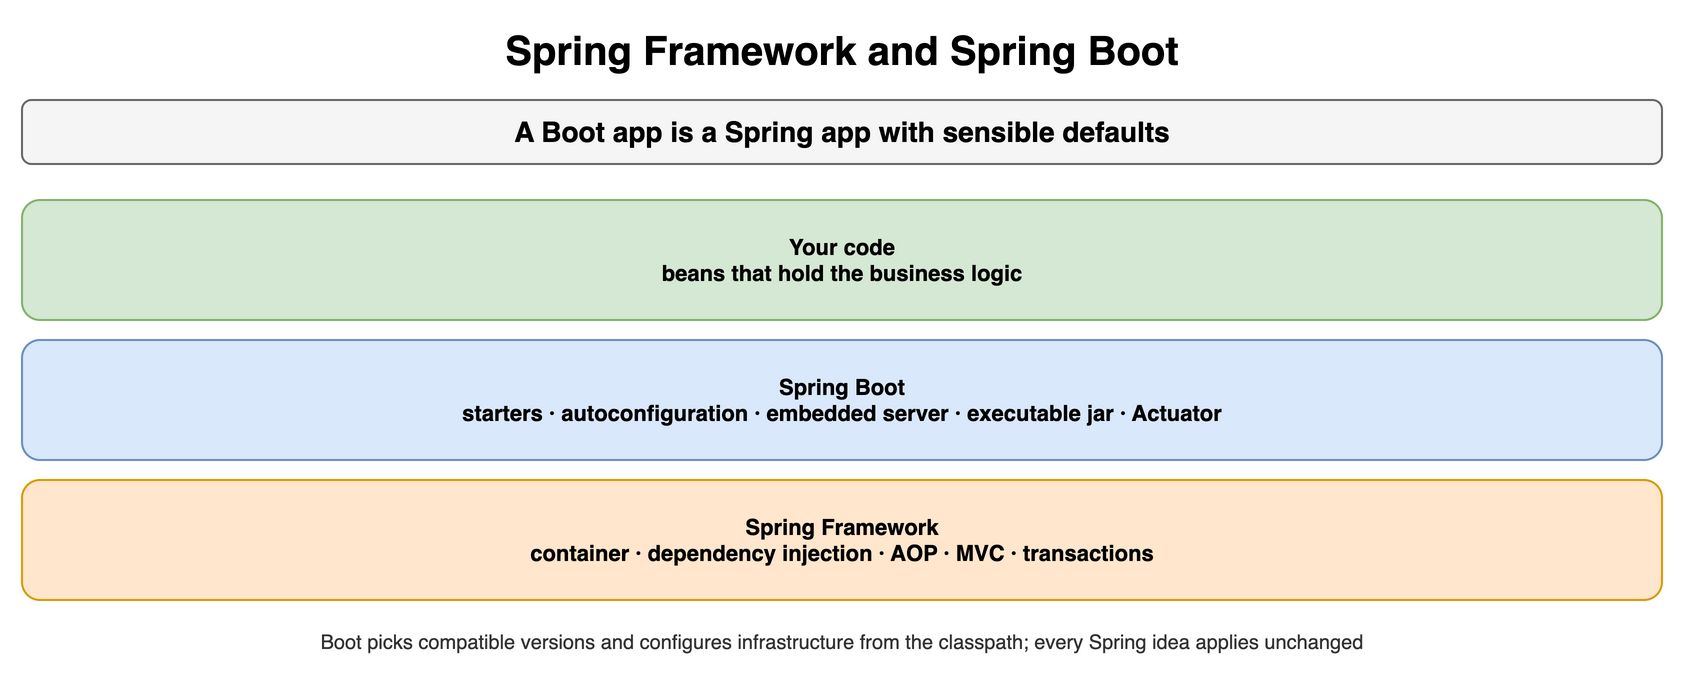 Spring Framework and Spring Boot
A Boot app is a Spring app with sensible defaults
Your code
beans that hold the business logic
Spring Boot
starters · autoconfiguration · embedded server · executable jar · Actuator
Spring Framework
container · dependency injection · AOP · MVC · transactions
Boot picks compatible versions and configures infrastructure from the classpath; every Spring idea applies unchanged